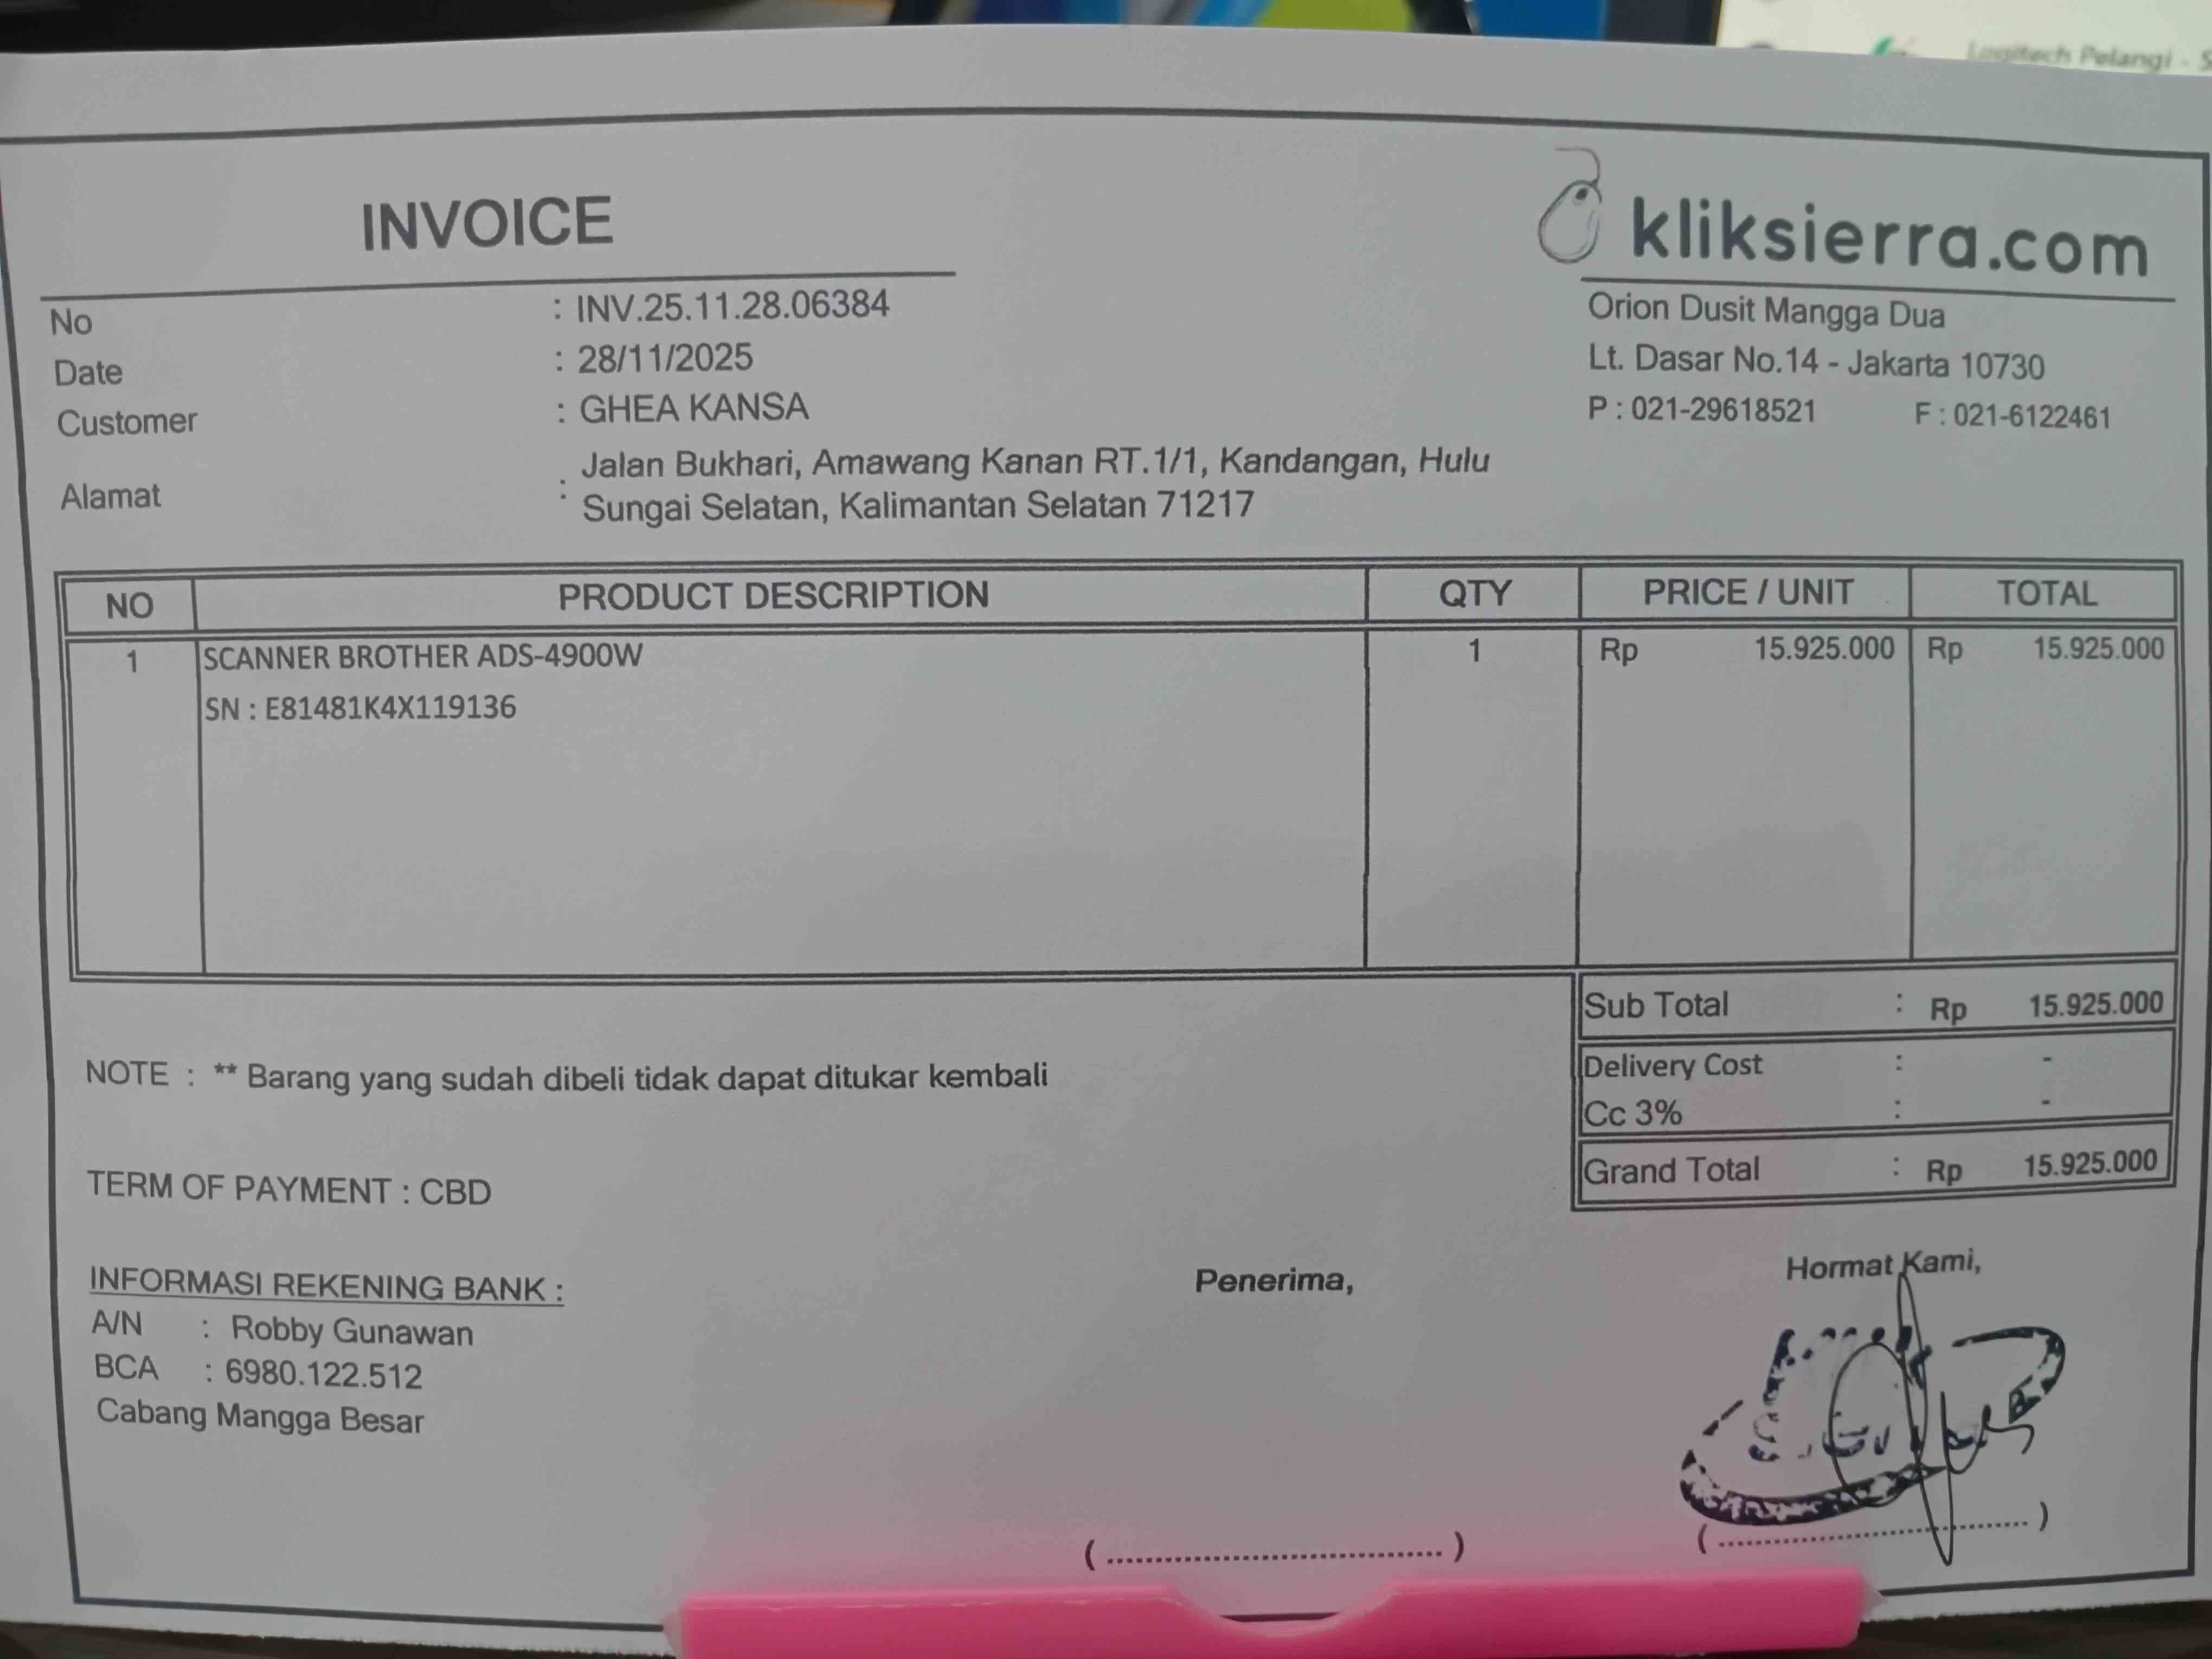 Logitech Pelangi - S
INVOICE
kliksierra.com
Orion Dusit Mangga Dua
Lt. Dasar No.14 - Jakarta 10730
P : 021-29618521 F : 021-6122461
No : INV.25.11.28.06384
Date : 28/11/2025
Customer : GHEA KANSA
Alamat : Jalan Bukhari, Amawang Kanan RT.1/1, Kandangan, Hulu
Sungai Selatan, Kalimantan Selatan 71217
NO PRODUCT DESCRIPTION QTY PRICE / UNIT TOTAL
1 SCANNER BROTHER ADS-4900W 1 Rp 15.925.000 Rp 15.925.000
SN : E81481K4X119136
Sub Total : Rp 15.925.000
Delivery Cost : -
Cc 3% : -
Grand Total : Rp 15.925.000
NOTE : ** Barang yang sudah dibeli tidak dapat ditukar kembali
TERM OF PAYMENT : CBD
INFORMASI REKENING BANK :
A/N : Robby Gunawan
BCA : 6980.122.512
Cabang Mangga Besar
Penerima,
( .................................... )
Hormat Kami,
( .................................... )